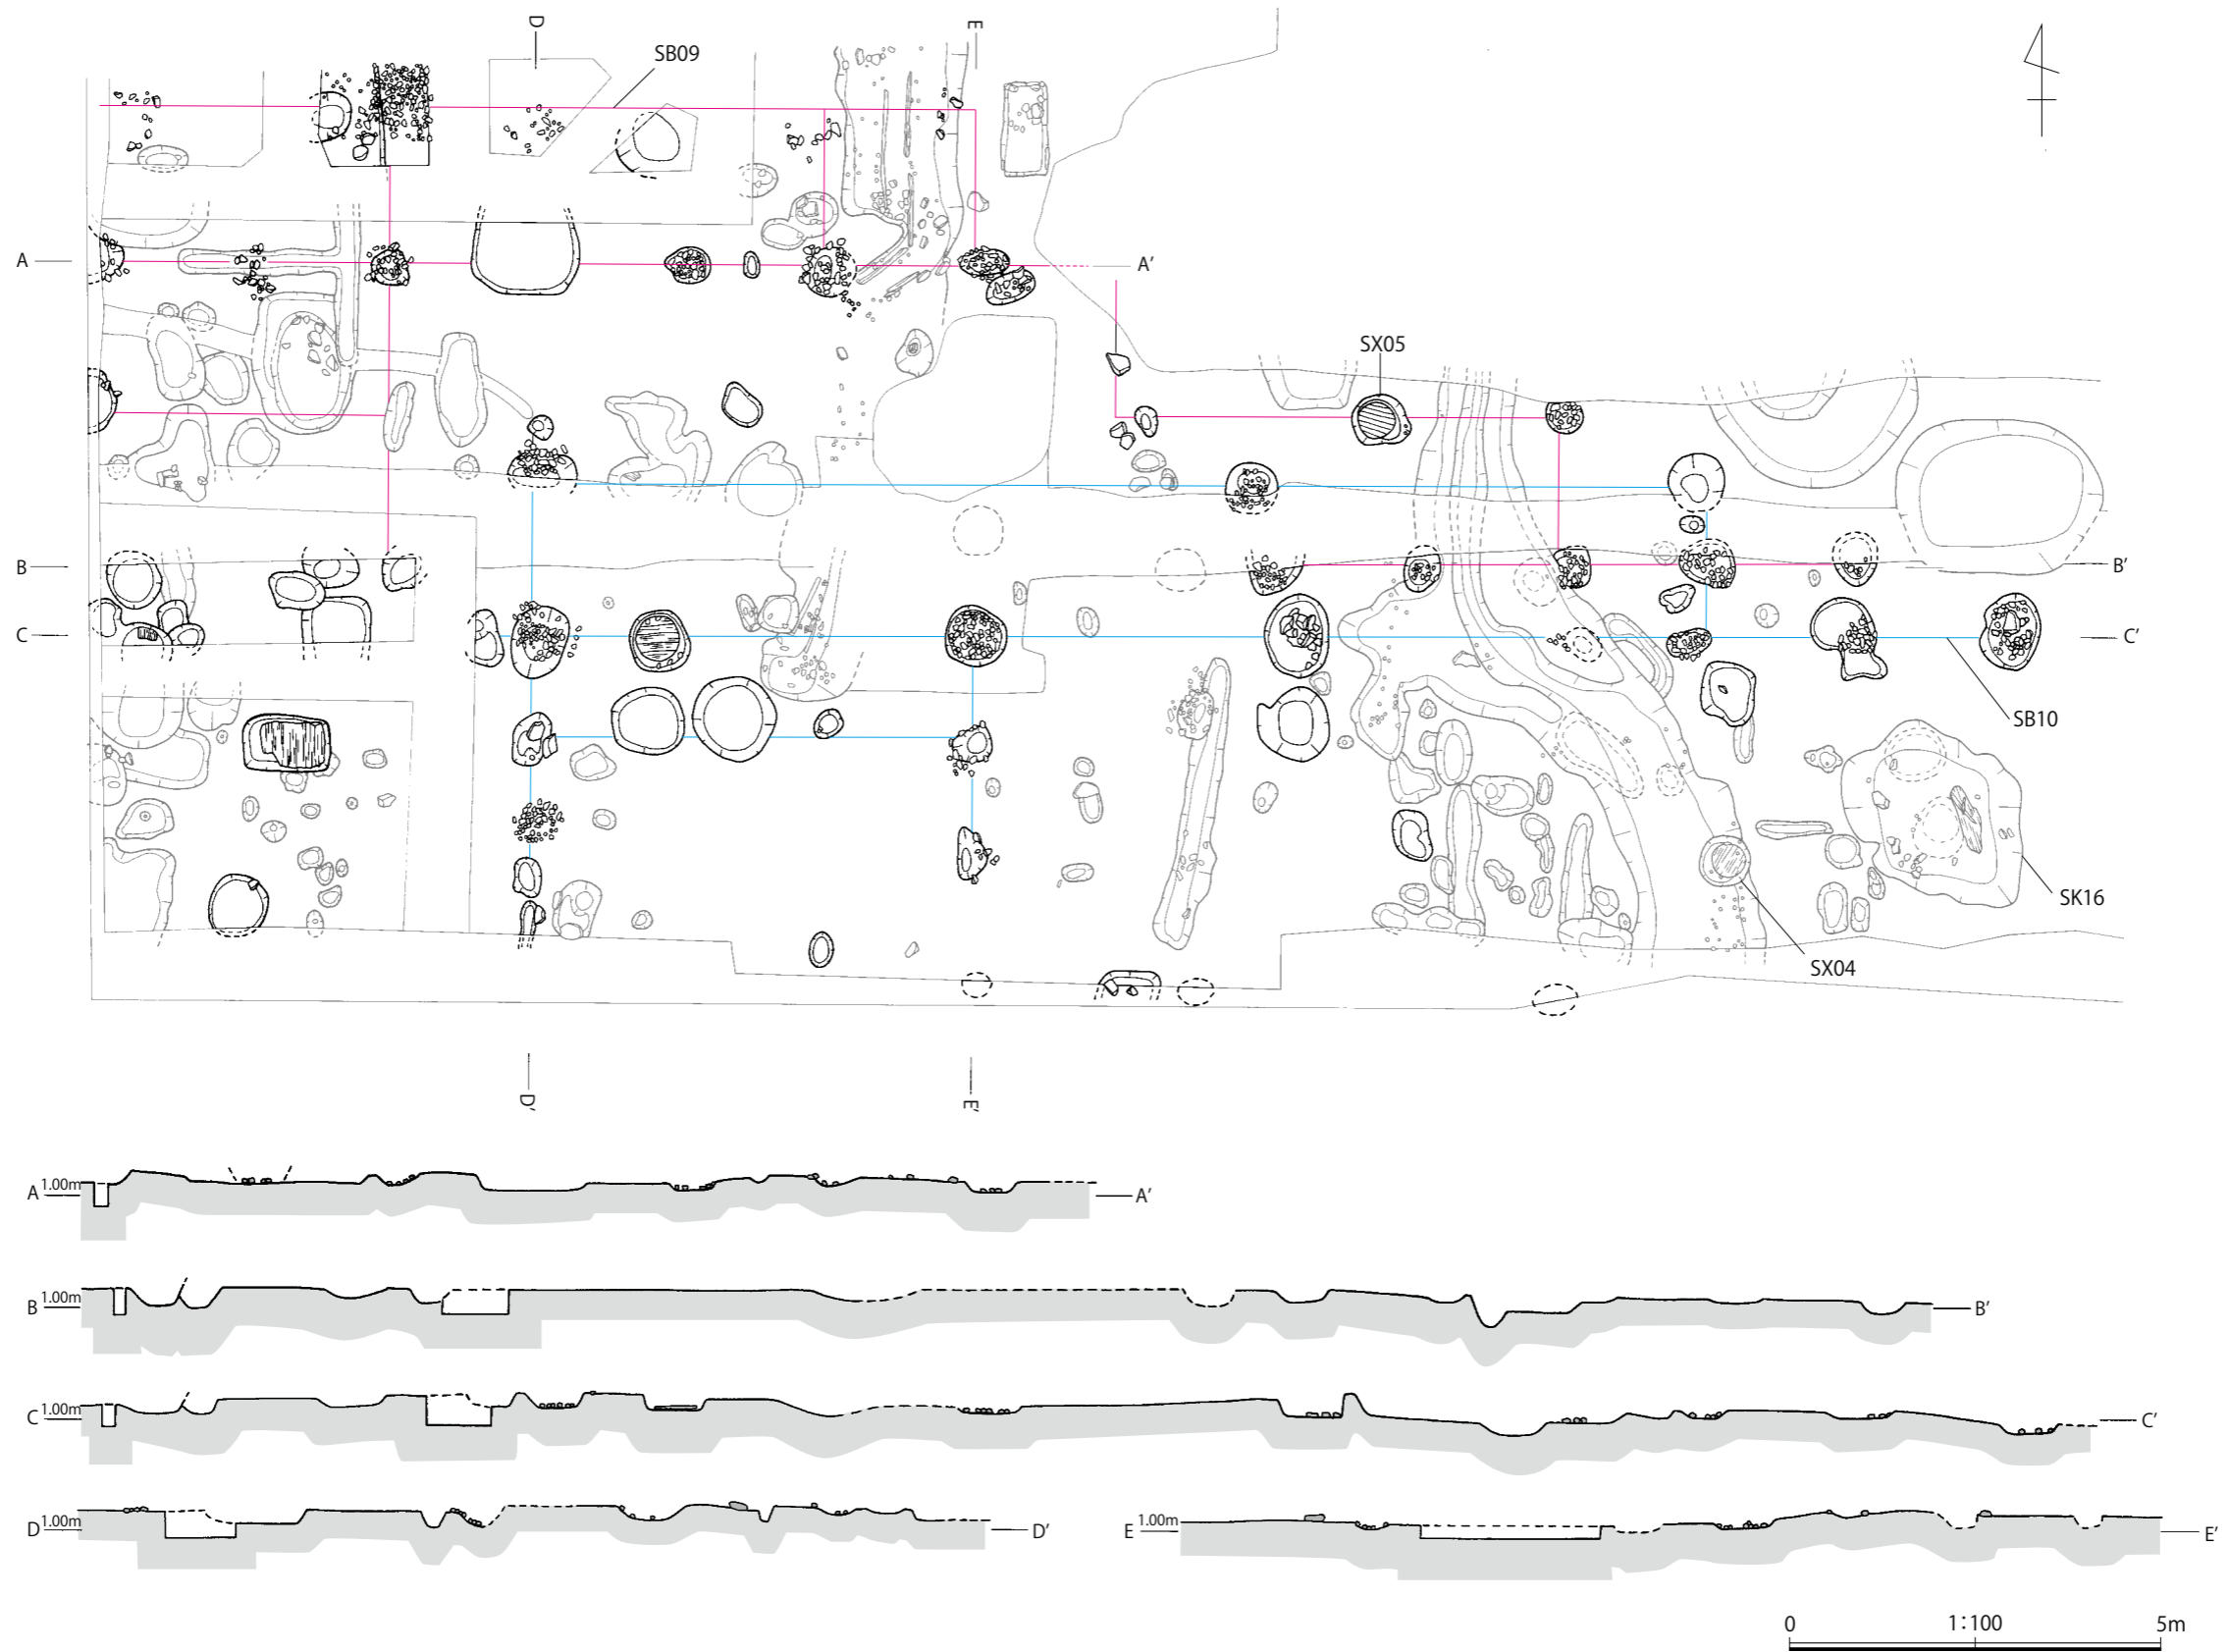 D
E
SB09
A
A'
SX05
B
B'
C
C'
SB10
SK16
SX04
D'
E'
A 1.00m
A'
B 1.00m
B'
C 1.00m
C'
D 1.00m
D'
E 1.00m
E'
0 1:100 5m